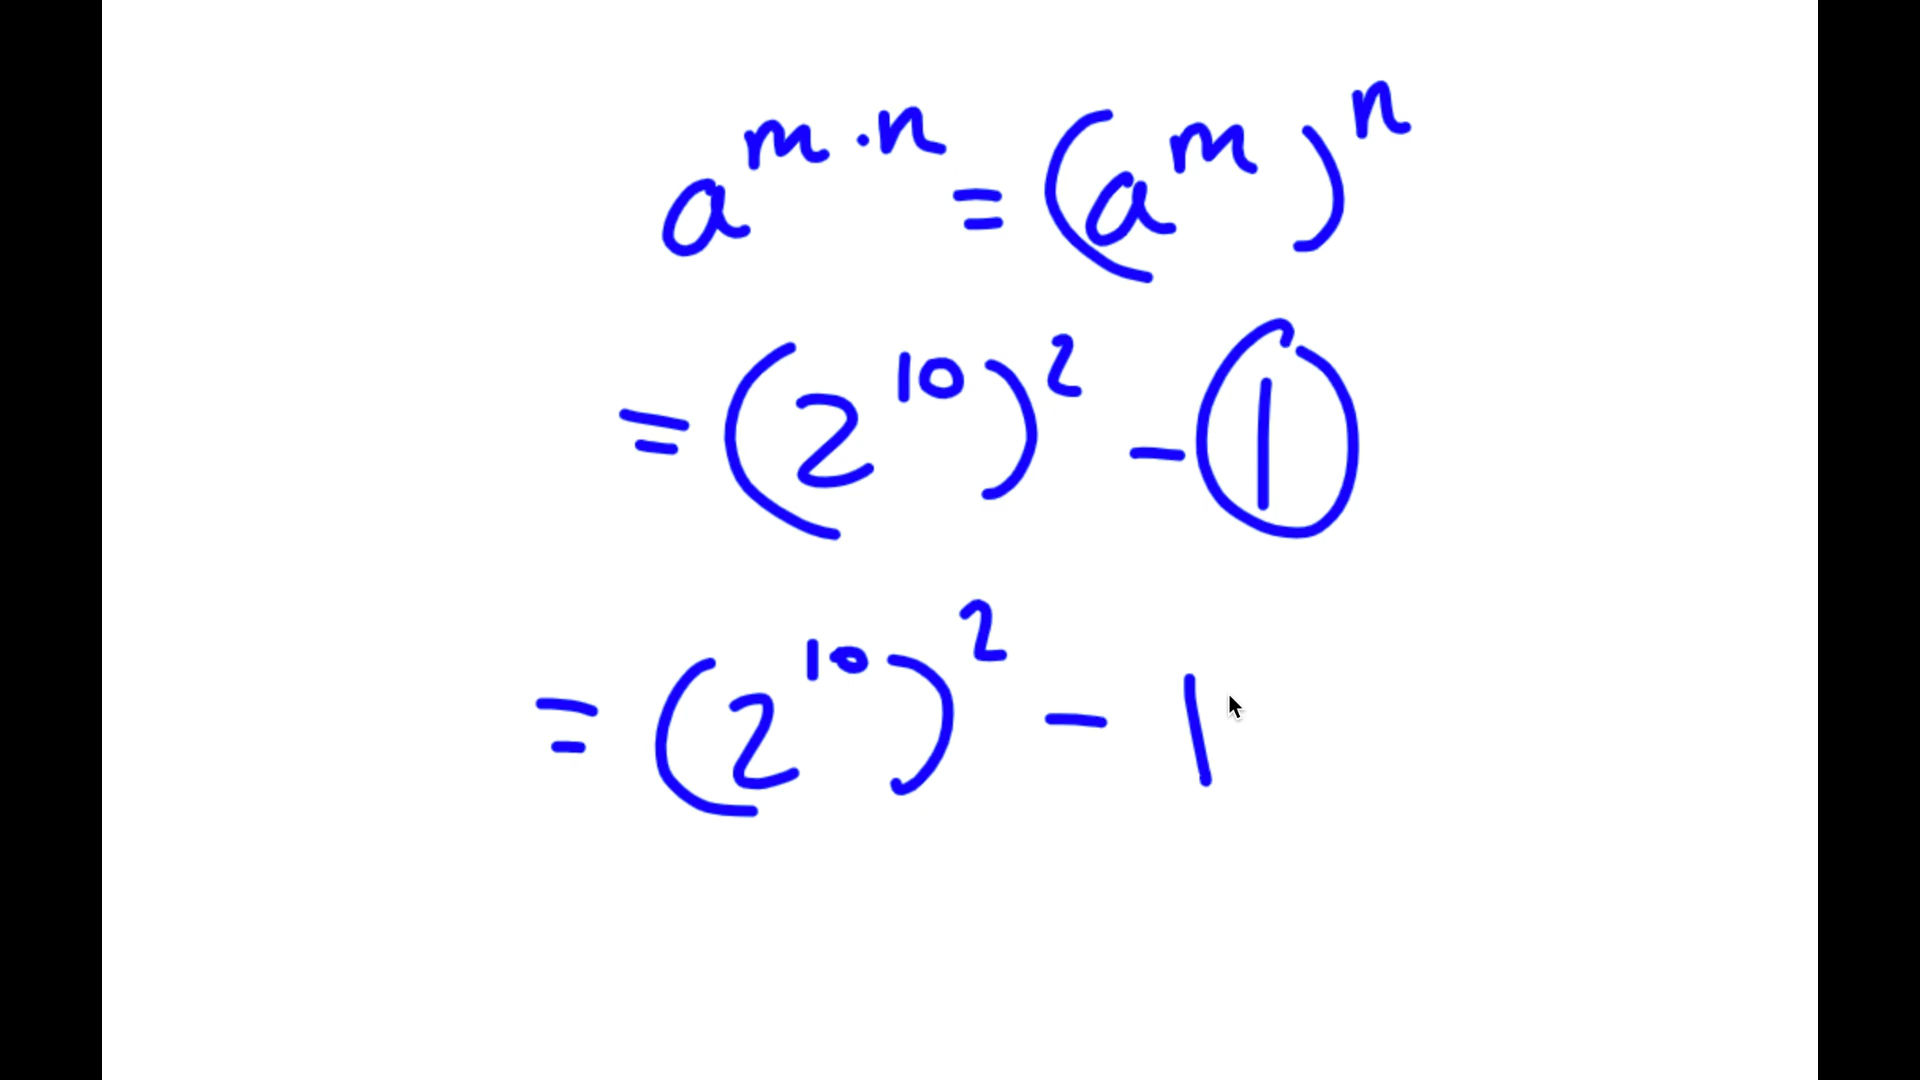 a^{m·n} = (a^m)^n
= (2^{10})^2 - 1
= (2^{10})^2 - 1